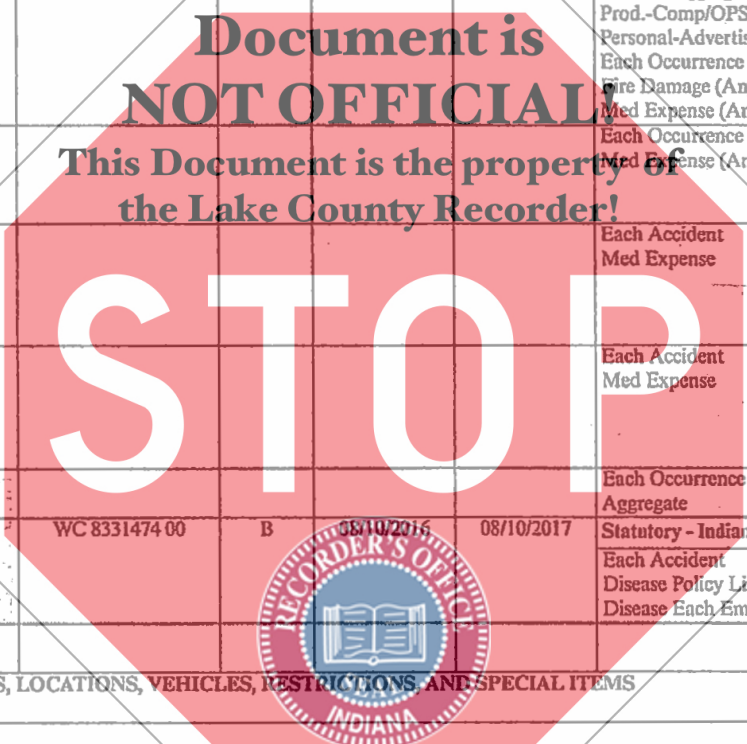 Document is
NOT OFFICIAL!
This Document is the property of
the Lake County Recorder!
STOP
Prod.-Comp/OPS
Personal-Advertis
Each Occurrence
Fire Damage (An
Med Expense (An
Each Occurrence
Med Expense (An
Each Accident
Med Expense
Each Accident
Med Expense
Each Occurrence
Aggregate
WC 8331474 00 B 08/10/2016 08/10/2017 Statutory - Indian
Each Accident
Disease Policy Li
Disease Each Em
RECORDER'S OFFICE
INDIANA
S, LOCATIONS, VEHICLES, RESTRICTIONS, AND SPECIAL ITEMS